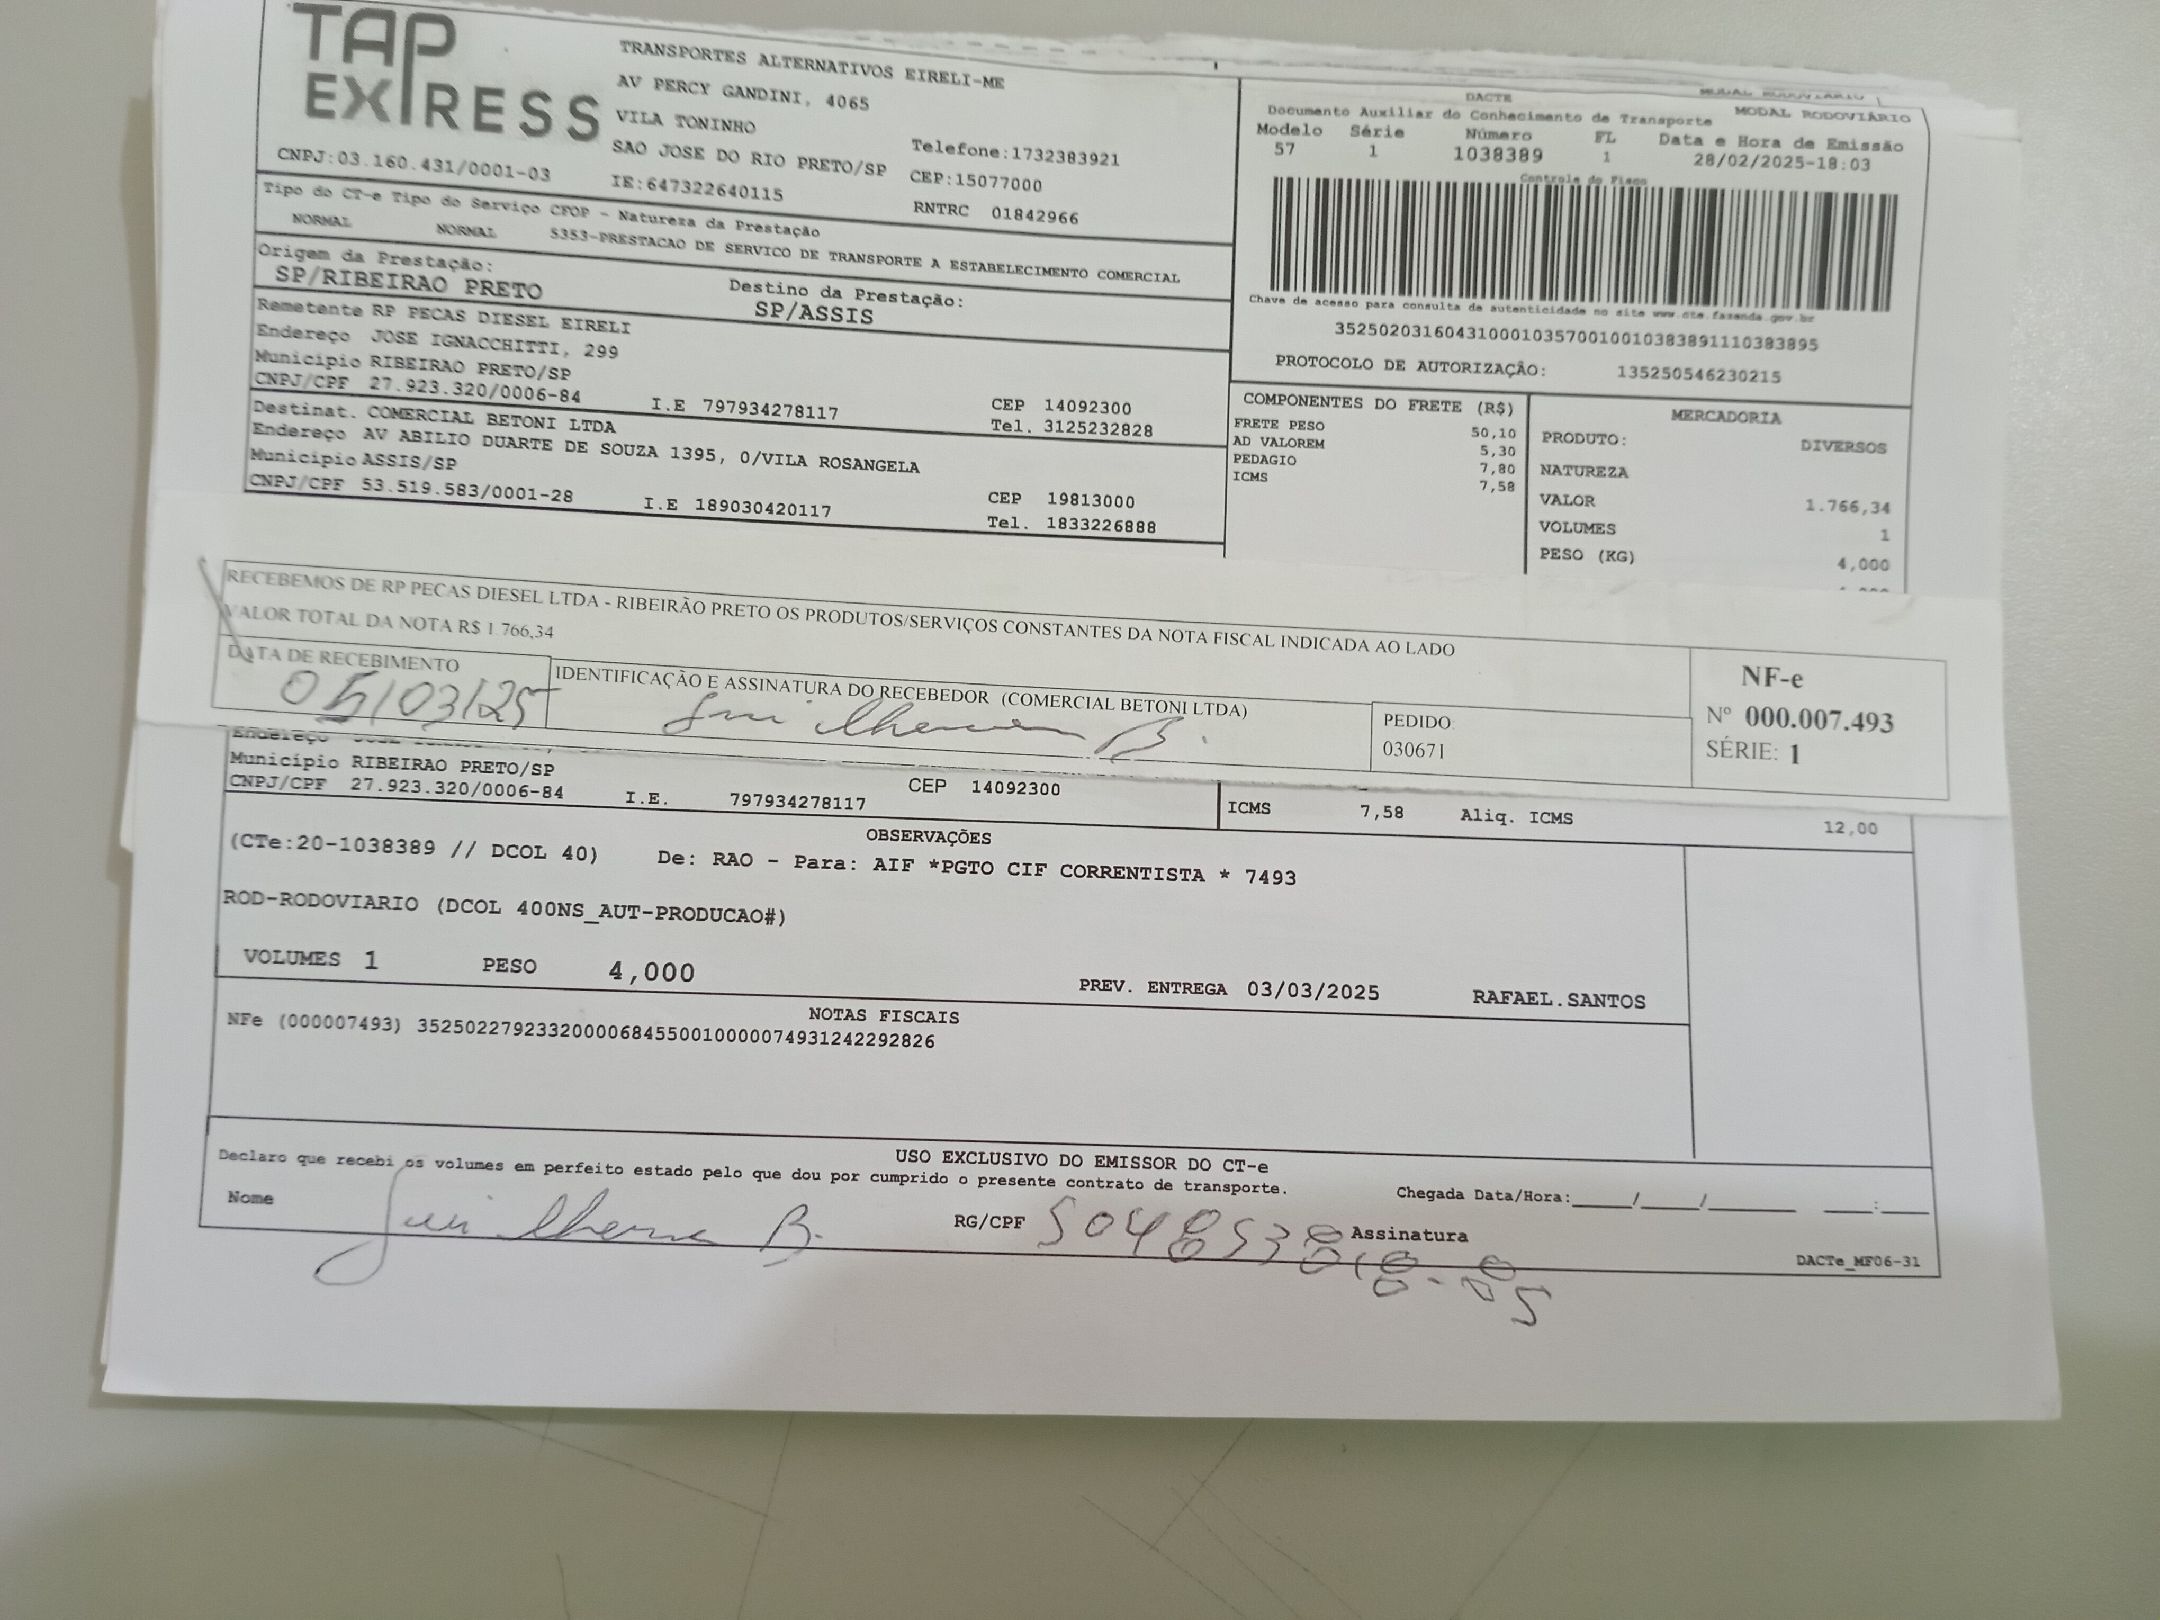 TAP
EXPRESS
TRANSPORTES ALTERNATIVOS EIRELI-ME
AV PERCY GANDINI, 4065
VILA TONINHO
SAO JOSE DO RIO PRETO/SP
Telefone:1732383921
CEP:15077000
CNPJ:03.160.431/0001-03
IE:647322640115
RNTRC 01842966
DACTE
MODAL RODOVIÁRIO
Documento Auxiliar do Conhecimento de Transporte MODAL RODOVIÁRIO
Modelo Série Número FL Data e Hora de Emissão
57 1 1038389 1 28/02/2025-18:03
Controle do Fisco
Chave de acesso para consulta de autenticidade no site www.cte.fazenda.gov.br
35250203160431000103570010010383891110383895
PROTOCOLO DE AUTORIZAÇÃO: 135250546230215
Tipo do CT-e Tipo do Serviço CFOP - Natureza da Prestação
NORMAL NORMAL 5353-PRESTACAO DE SERVICO DE TRANSPORTE A ESTABELECIMENTO COMERCIAL
Origem da Prestação: Destino da Prestação:
SP/RIBEIRAO PRETO SP/ASSIS
Remetente RP PECAS DIESEL EIRELI
Endereço JOSE IGNACCHITTI, 299
Município RIBEIRAO PRETO/SP CEP 14092300
CNPJ/CPF 27.923.320/0006-84 I.E 797934278117 Tel. 3125232828
Destinat. COMERCIAL BETONI LTDA
Endereço AV ABILIO DUARTE DE SOUZA 1395, 0/VILA ROSANGELA
Município ASSIS/SP CEP 19813000
CNPJ/CPF 53.519.583/0001-28 I.E 189030420117 Tel. 1833226888
COMPONENTES DO FRETE (R$)
FRETE PESO 50,10
AD VALOREM 5,30
PEDAGIO 7,80
ICMS 7,58
MERCADORIA
PRODUTO: DIVERSOS
NATUREZA
VALOR 1.766,34
VOLUMES 1
PESO (KG) 4,000
RECEBEMOS DE RP PECAS DIESEL LTDA - RIBEIRÃO PRETO OS PRODUTOS/SERVIÇOS CONSTANTES DA NOTA FISCAL INDICADA AO LADO
VALOR TOTAL DA NOTA R$ 1.766,34
DATA DE RECEBIMENTO
05/03/25
IDENTIFICAÇÃO E ASSINATURA DO RECEBEDOR (COMERCIAL BETONI LTDA)
PEDIDO
030671
NF-e
Nº 000.007.493
SÉRIE: 1
Endereço
Município RIBEIRAO PRETO/SP CEP 14092300
CNPJ/CPF 27.923.320/0006-84 I.E. 797934278117
ICMS 7,58 Aliq. ICMS 12,00
OBSERVAÇÕES
(CTe:20-1038389 // DCOL 40) De: RAO - Para: AIF *PGTO CIF CORRENTISTA * 7493
ROD-RODOVIARIO (DCOL 400NS_AUT-PRODUCAO#)
VOLUMES 1 PESO 4,000 PREV. ENTREGA 03/03/2025 RAFAEL.SANTOS
NOTAS FISCAIS
NFe (000007493) 35250227923320000684550010000074931242292826
USO EXCLUSIVO DO EMISSOR DO CT-e
Declaro que recebi os volumes em perfeito estado pelo que dou por cumprido o presente contrato de transporte. Chegada Data/Hora:____/____/______ ___:___
Nome RG/CPF Assinatura
DACTe_MF06-31